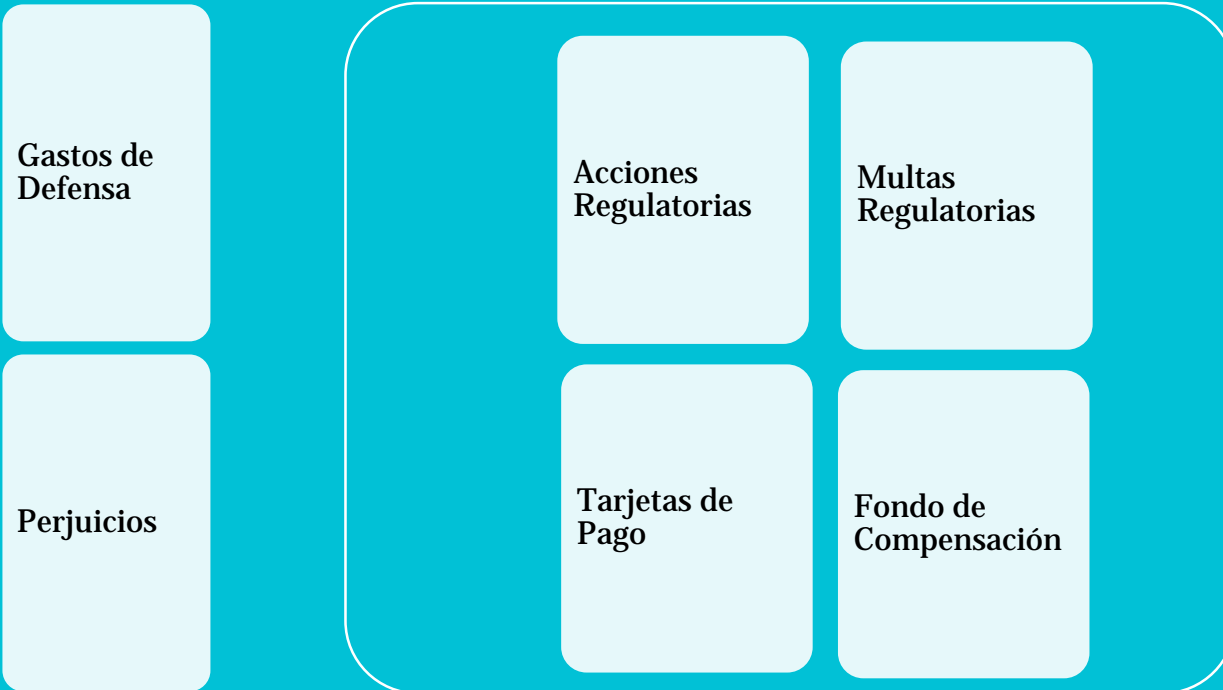 Gastos de
Defensa
Perjuicios
Acciones
Regulatorias
Multas
Regulatorias
Tarjetas de
Pago
Fondo de
Compensación